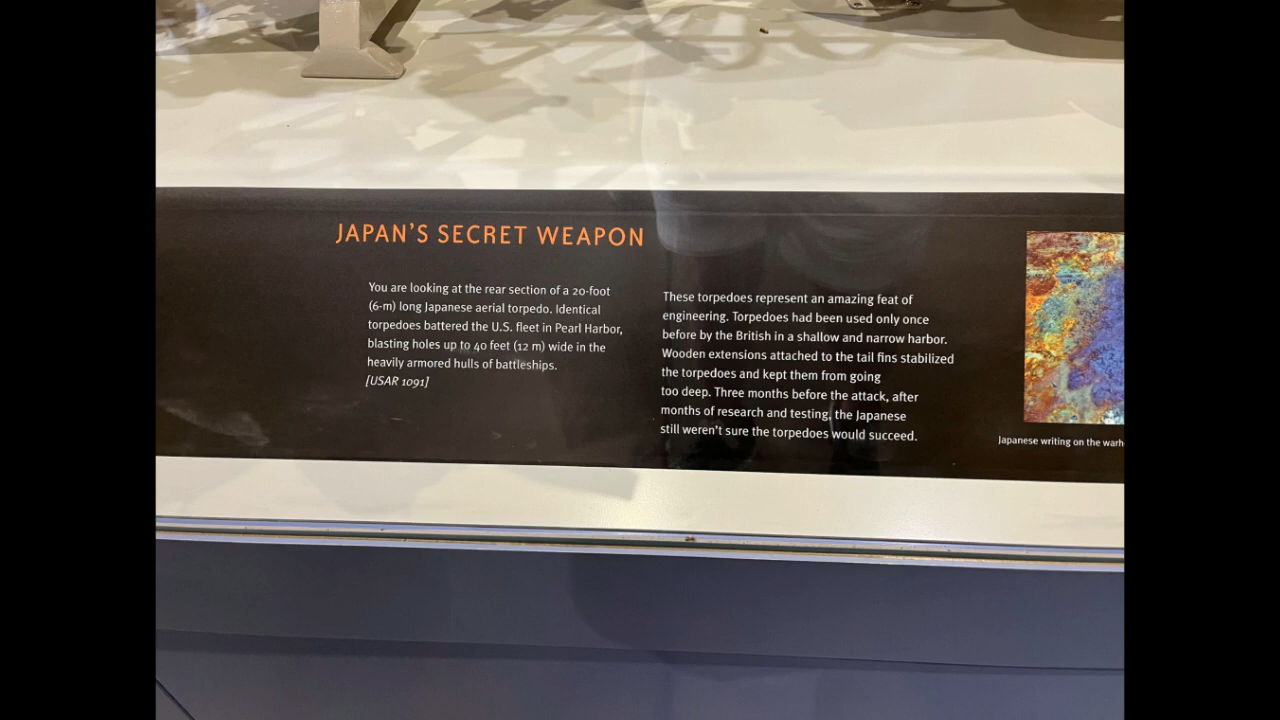 JAPAN'S SECRET WEAPON
You are looking at the rear section of a 20-foot
(6-m) long Japanese aerial torpedo. Identical
torpedoes battered the U.S. fleet in Pearl Harbor,
blasting holes up to 40 feet (12 m) wide in the
heavily armored hulls of battleships.
[USAR 1091]
These torpedoes represent an amazing feat of
engineering. Torpedoes had been used only once
before by the British in a shallow and narrow harbor.
Wooden extensions attached to the tail fins stabilized
the torpedoes and kept them from going
too deep. Three months before the attack, after
months of research and testing, the Japanese
still weren't sure the torpedoes would succeed.
Japanese writing on the